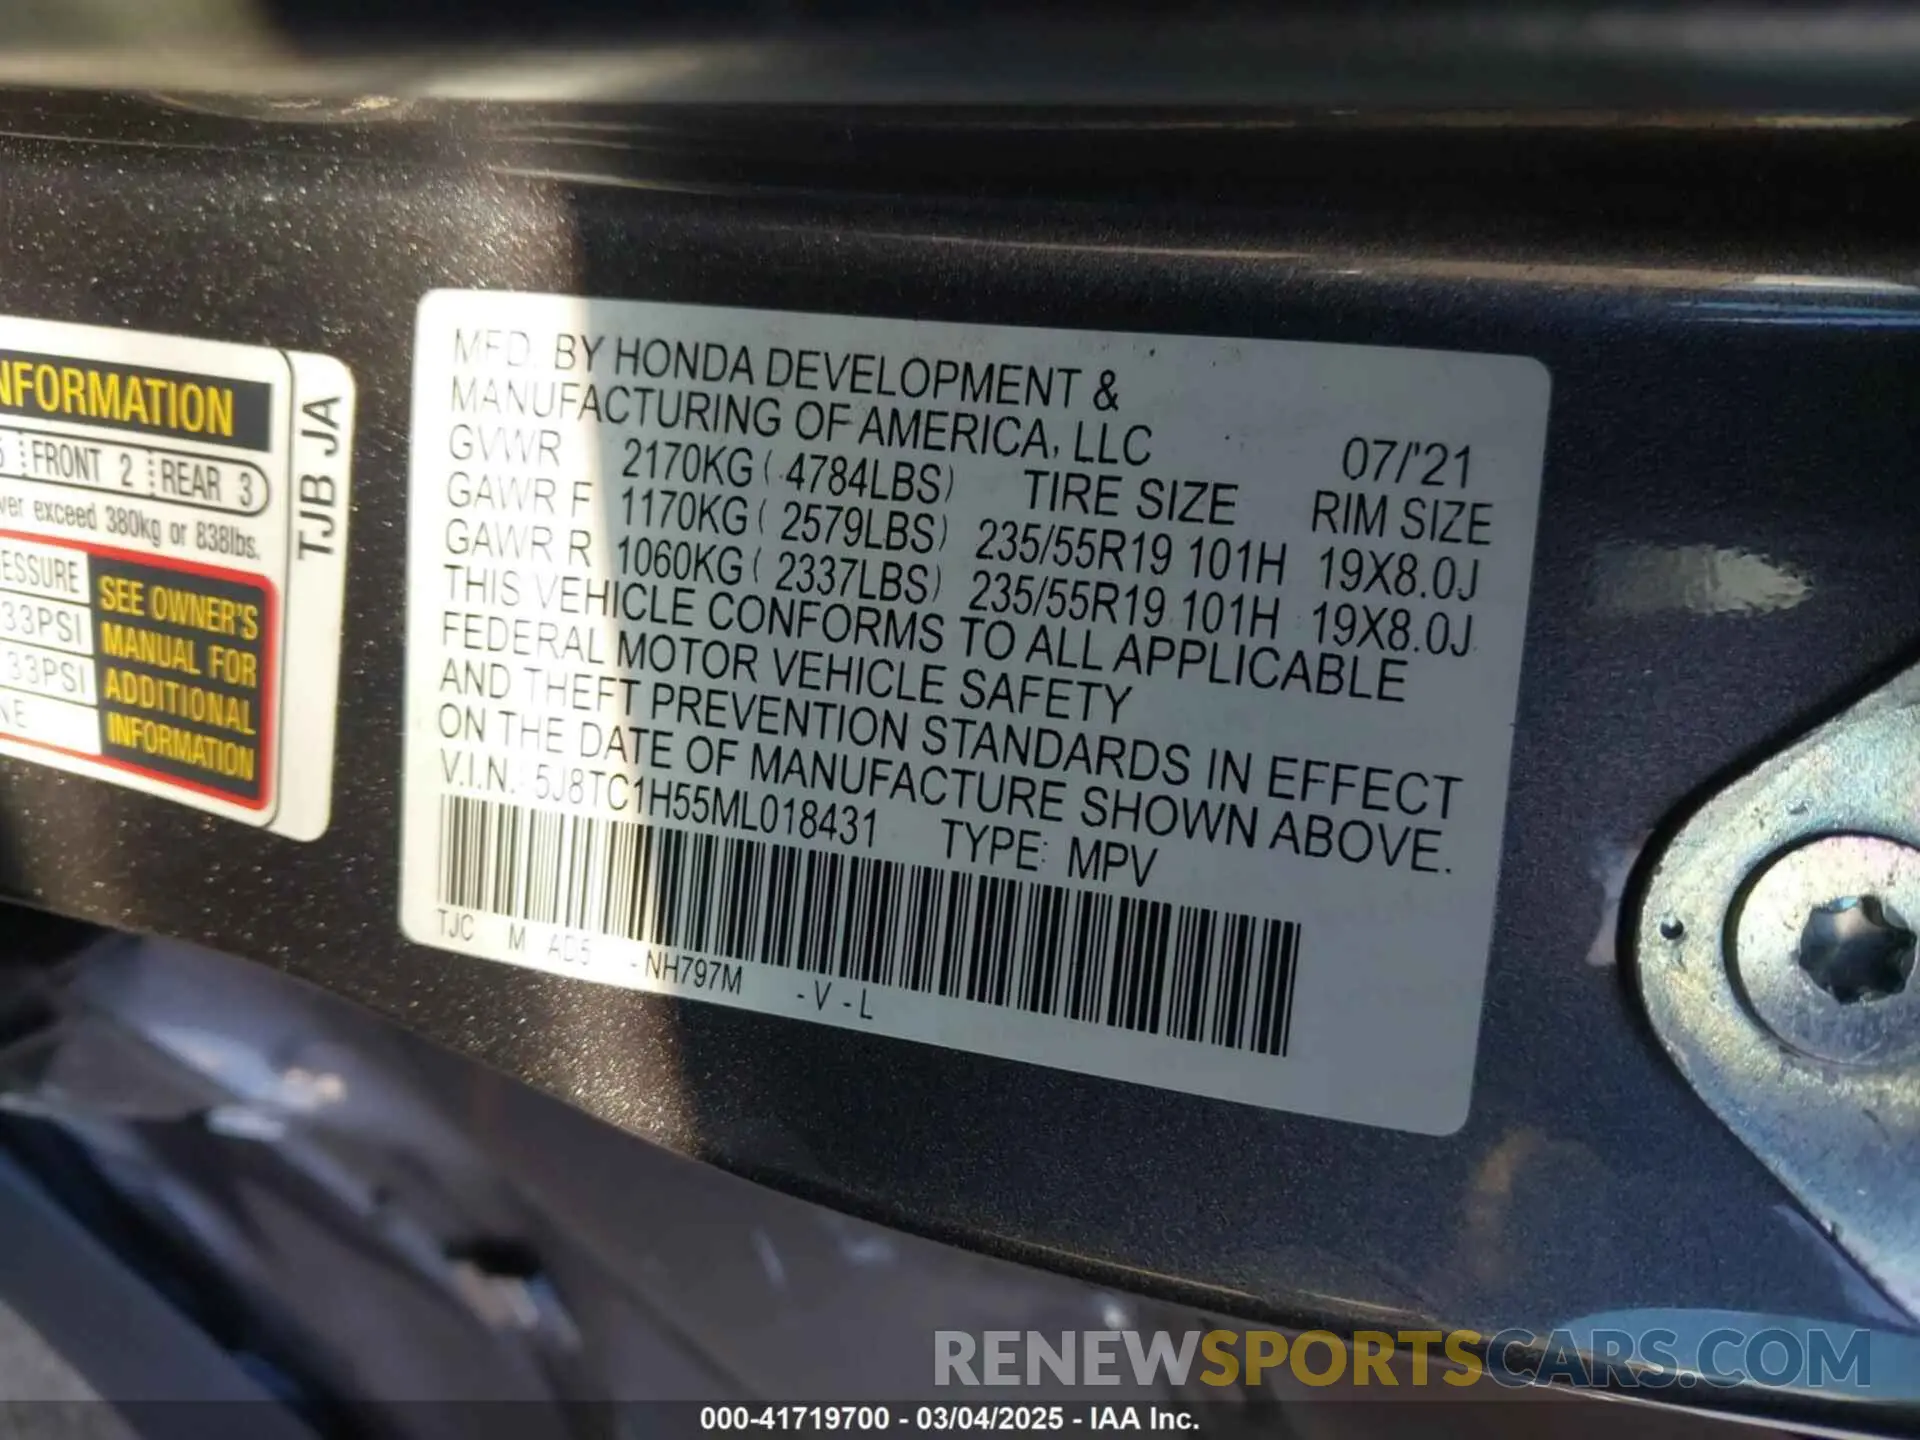 NFORMATION
FRONT 2 REAR 3
ver exceed 380kg or 838lbs.
ESSURE
33PSI
33PSI
NE
SEE OWNER'S
MANUAL FOR
ADDITIONAL
INFORMATION
TJB JA
MFD. BY HONDA DEVELOPMENT &
MANUFACTURING OF AMERICA, LLC 07/'21
GVWR 2170KG ( 4784LBS) TIRE SIZE RIM SIZE
GAWR F 1170KG ( 2579LBS) 235/55R19 101H 19X8.0J
GAWR R 1060KG ( 2337LBS) 235/55R19 101H 19X8.0J
THIS VEHICLE CONFORMS TO ALL APPLICABLE
FEDERAL MOTOR VEHICLE SAFETY
AND THEFT PREVENTION STANDARDS IN EFFECT
ON THE DATE OF MANUFACTURE SHOWN ABOVE.
V.I.N.: 5J8TC1H55ML018431 TYPE: MPV
TJC M AD5 -NH797M -V-L
RENEWSPORTSCARS.COM
000-41719700 - 03/04/2025 - IAA Inc.